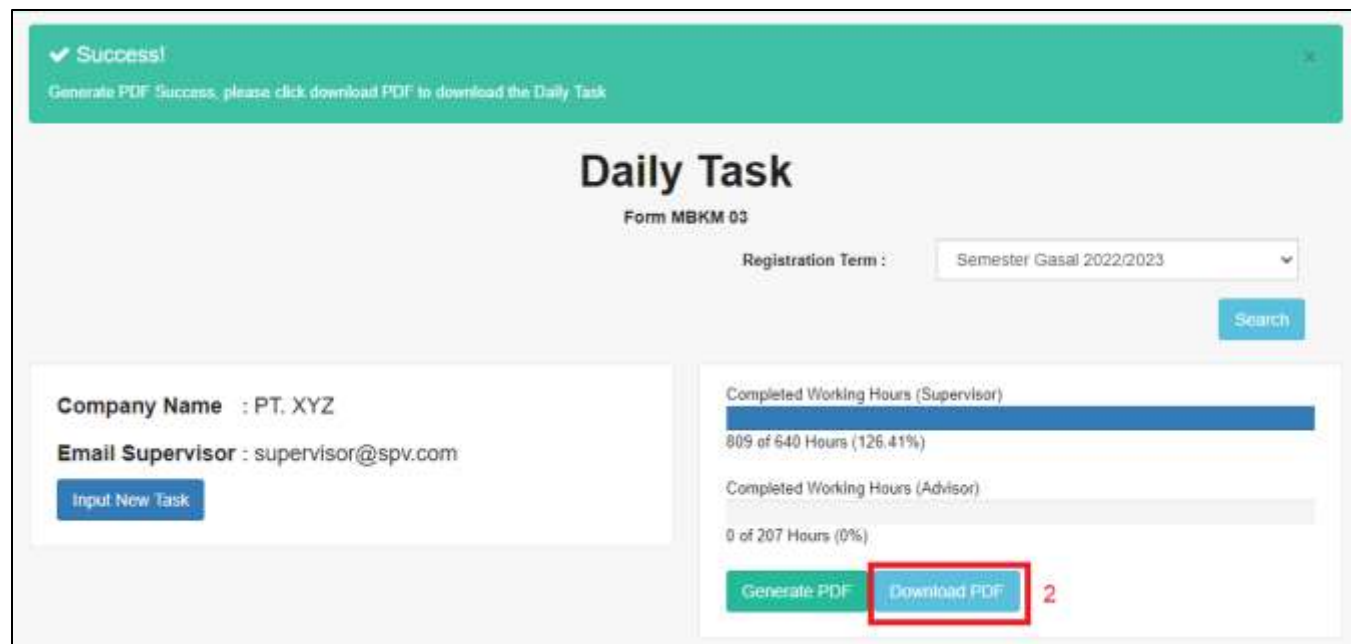 ✔ Success!
×
Generate PDF Success, please click download PDF to download the Daily Task
Daily Task
Form MBKM 03
Registration Term :
Semester Gasal 2022/2023
Search
Company Name : PT. XYZ
Email Supervisor : supervisor@spv.com
Input New Task
Completed Working Hours (Supervisor)
809 of 640 Hours (126.41%)
Completed Working Hours (Advisor)
0 of 207 Hours (0%)
Generate PDF
Download PDF
2